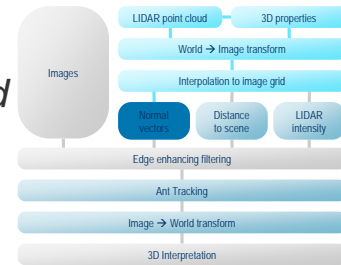 LIDAR point cloud
3D properties
World → Image transform
Images
Interpolation to image grid
Normal
vectors
Distance
to scene
LIDAR
intensity
Edge enhancing filtering
Ant Tracking
Image → World transform
3D Interpretation